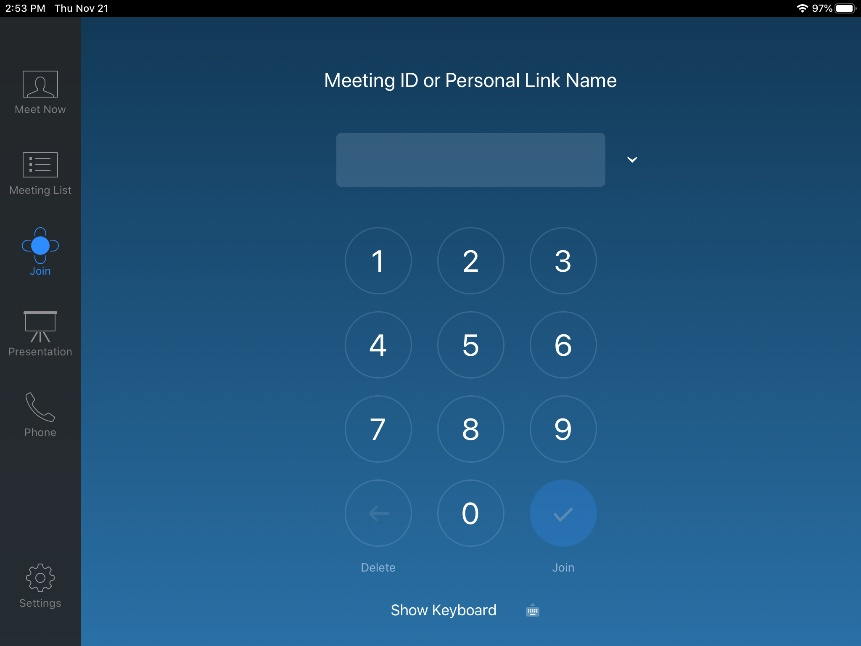 2:53 PM Thu Nov 21
97%
Meet Now
Meeting List
Join
Presentation
Phone
Settings
Meeting ID or Personal Link Name
1 2 3
4 5 6
7 8 9
0
Delete Join
Show Keyboard